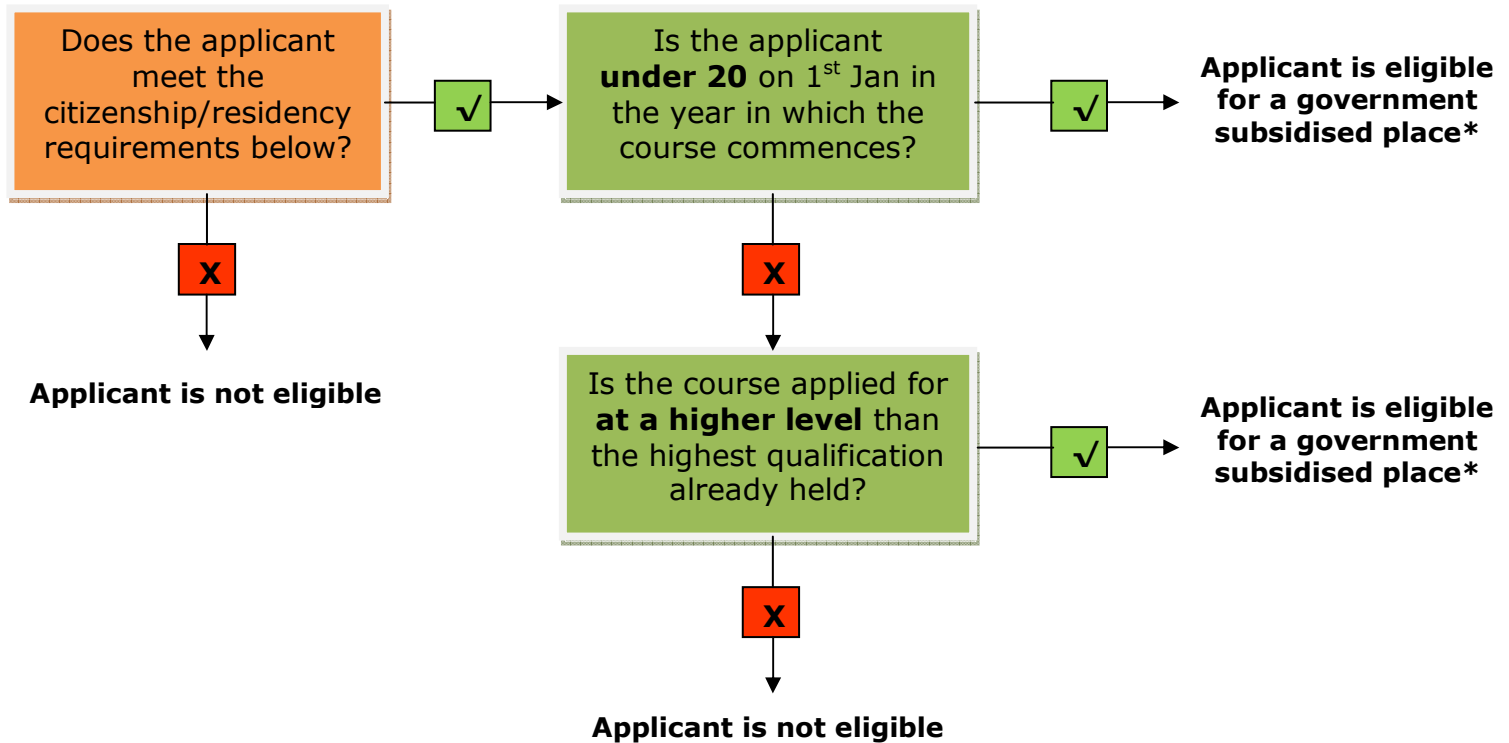 Does the applicant
meet the
citizenship/residency
requirements below?
√
Is the applicant
under 20 on 1st Jan in
the year in which the
course commences?
√
Applicant is eligible
for a government
subsidised place*
X
Applicant is not eligible
X
Is the course applied for
at a higher level than
the highest qualification
already held?
√
Applicant is eligible
for a government
subsidised place*
X
Applicant is not eligible